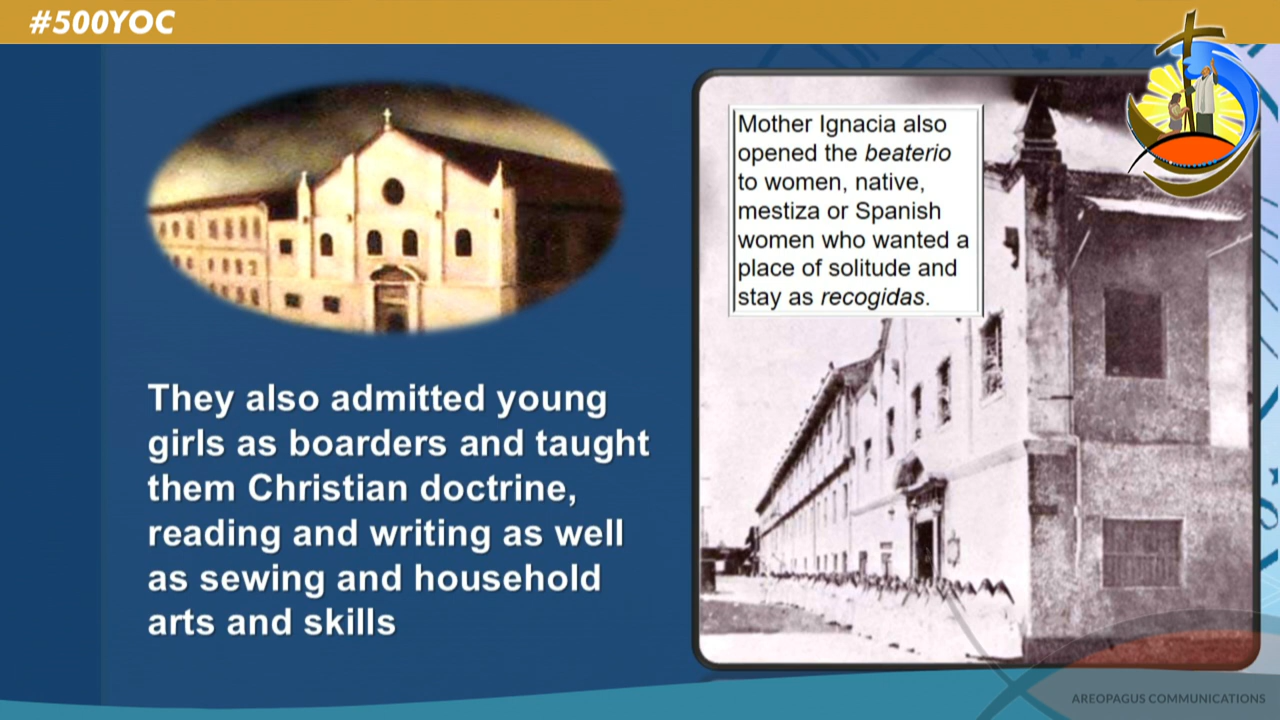 #500YOC
They also admitted young
girls as boarders and taught
them Christian doctrine,
reading and writing as well
as sewing and household
arts and skills
Mother Ignacia also
opened the beaterio
to women, native,
mestiza or Spanish
women who wanted a
place of solitude and
stay as recogidas.
AREOPAGUS COMMUNICATIONS